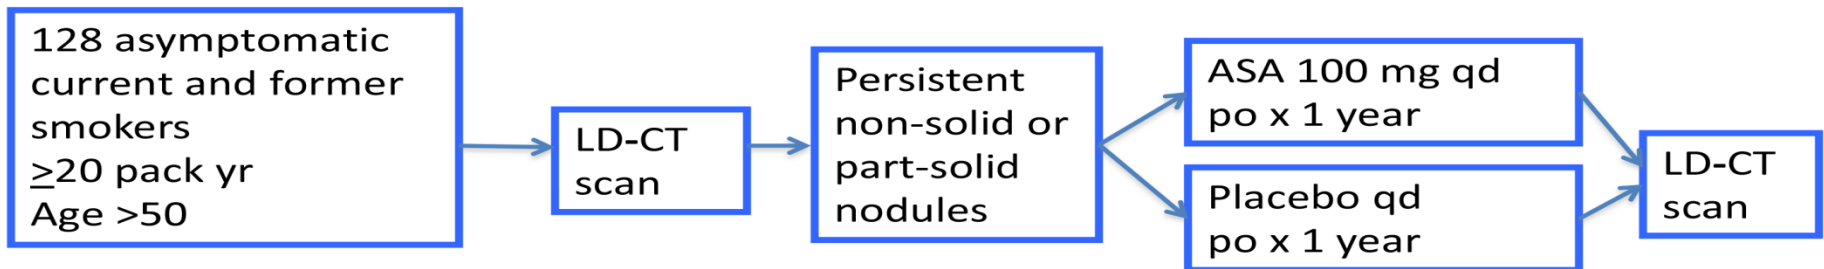 128 asymptomatic
current and former
smokers
≥20 pack yr
Age >50
LD-CT
scan
Persistent
non-solid or
part-solid
nodules
ASA 100 mg qd
po x 1 year
Placebo qd
po x 1 year
LD-CT
scan